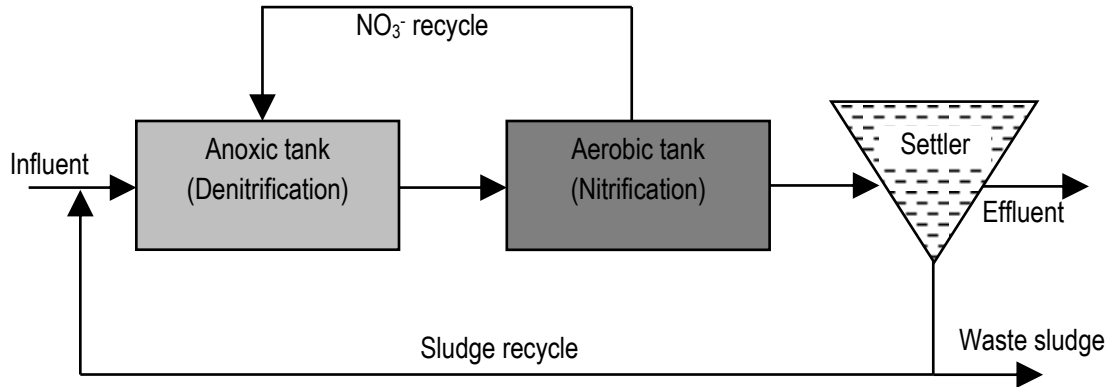 NO₃⁻ recycle
Influent
Anoxic tank
(Denitrification)
Aerobic tank
(Nitrification)
Settler
Effluent
Sludge recycle
Waste sludge